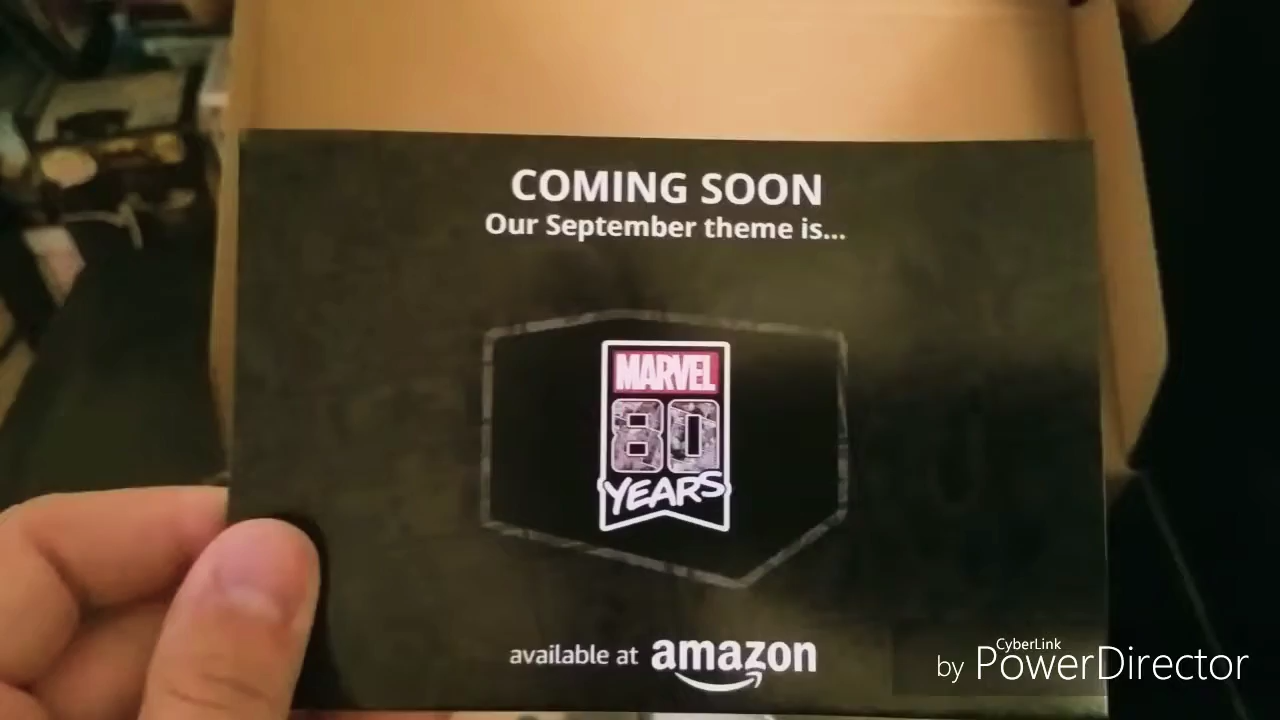 COMING SOON
Our September theme is...
MARVEL
80
YEARS
available at amazon
CyberLink
by PowerDirector